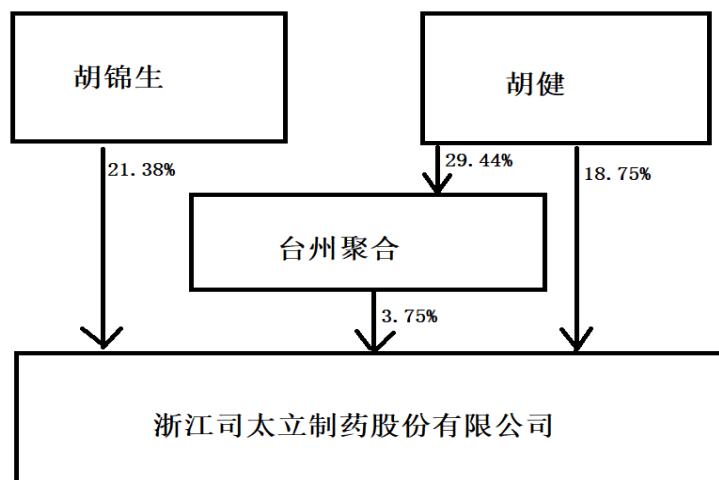 胡锦生
胡健
21.38%
29.44%
18.75%
台州聚合
3.75%
浙江司太立制药股份有限公司